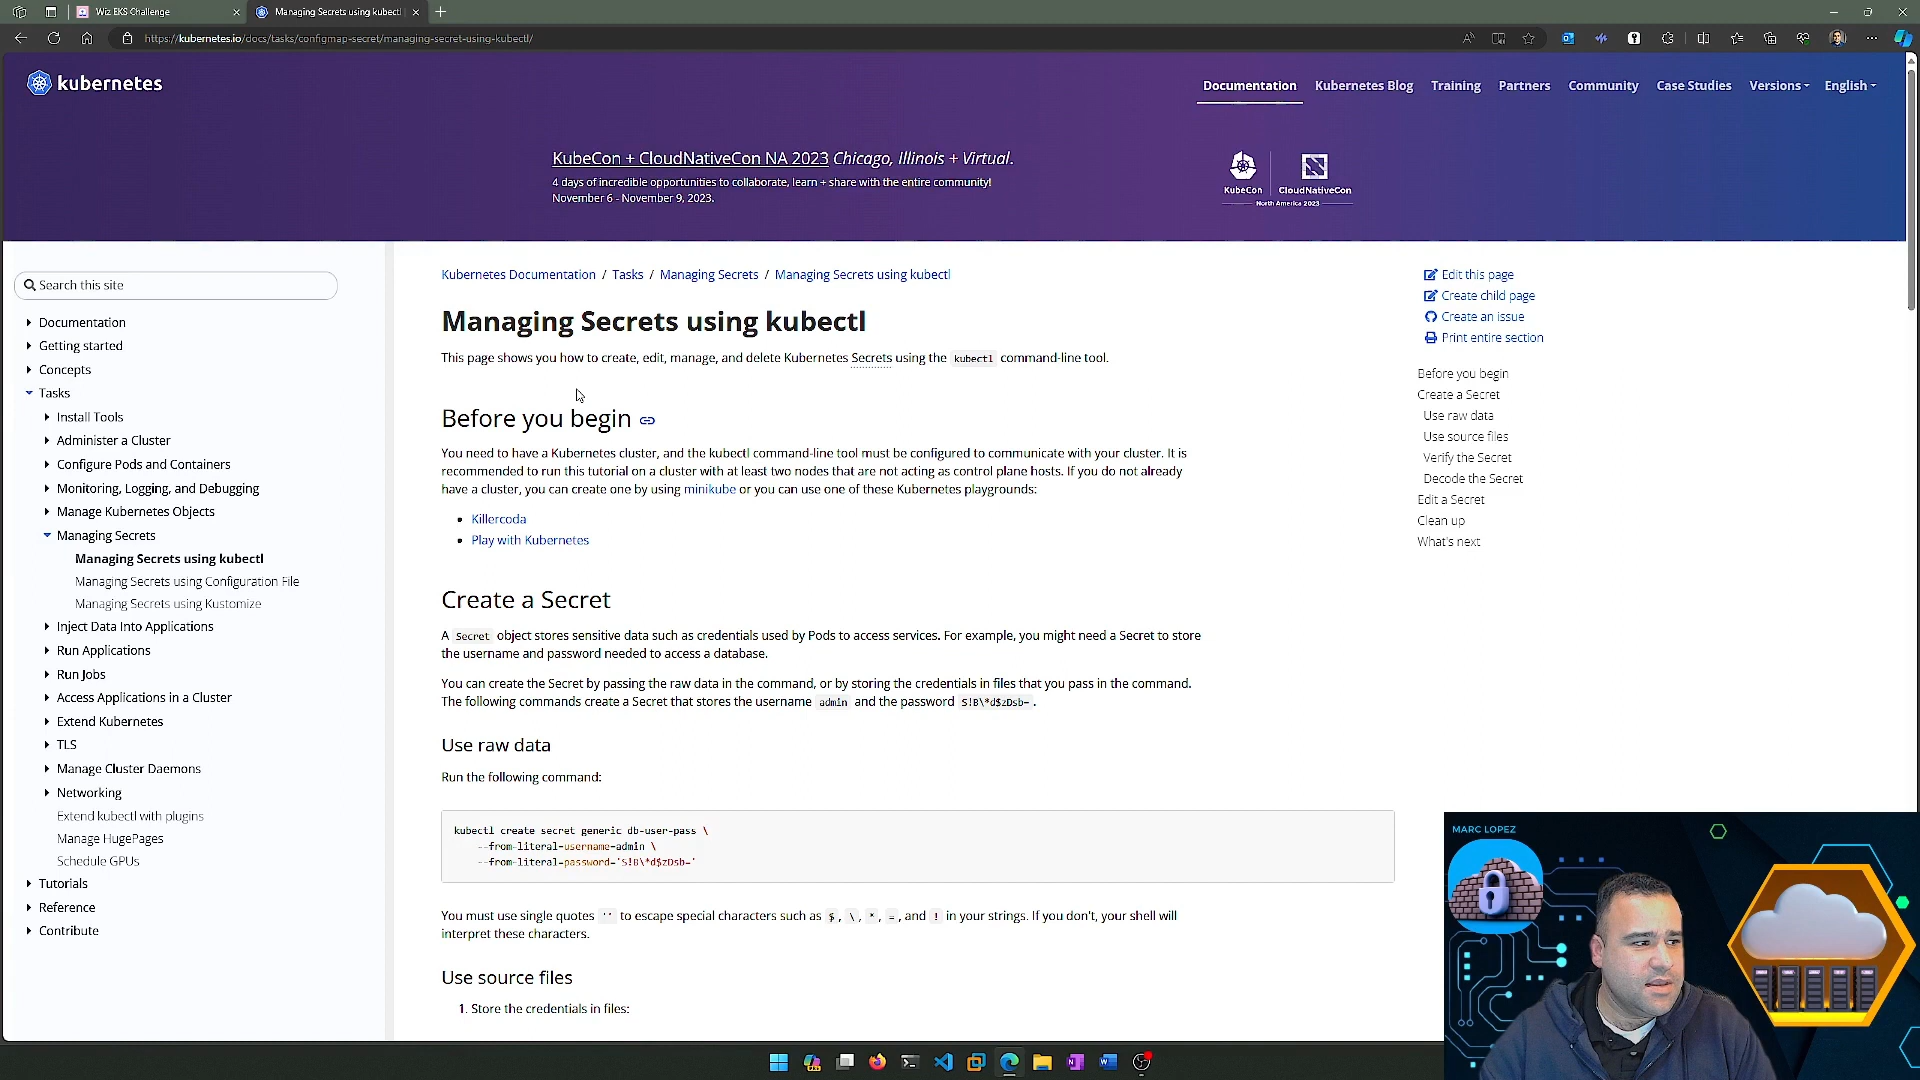 Wiz EKS Challenge
Managing Secrets using kubectl
https://kubernetes.io/docs/tasks/configmap-secret/managing-secret-using-kubectl/
kubernetes
Documentation
Kubernetes Blog
Training
Partners
Community
Case Studies
Versions
English
KubeCon + CloudNativeCon NA 2023 Chicago, Illinois + Virtual.
4 days of incredible opportunities to collaborate, learn + share with the entire community!
November 6 - November 9, 2023.
KubeCon
CloudNativeCon
North America 2023
Search this site
Documentation
Getting started
Concepts
Tasks
Install Tools
Administer a Cluster
Configure Pods and Containers
Monitoring, Logging, and Debugging
Manage Kubernetes Objects
Managing Secrets
Managing Secrets using kubectl
Managing Secrets using Configuration File
Managing Secrets using Kustomize
Inject Data Into Applications
Run Applications
Run Jobs
Access Applications in a Cluster
Extend Kubernetes
TLS
Manage Cluster Daemons
Networking
Extend kubectl with plugins
Manage HugePages
Schedule GPUs
Tutorials
Reference
Contribute
Kubernetes Documentation / Tasks / Managing Secrets / Managing Secrets using kubectl
Managing Secrets using kubectl
This page shows you how to create, edit, manage, and delete Kubernetes Secrets using the kubectl command-line tool.
Before you begin
You need to have a Kubernetes cluster, and the kubectl command-line tool must be configured to communicate with your cluster. It is
recommended to run this tutorial on a cluster with at least two nodes that are not acting as control plane hosts. If you do not already
have a cluster, you can create one by using minikube or you can use one of these Kubernetes playgrounds:
Killercoda
Play with Kubernetes
Create a Secret
A Secret object stores sensitive data such as credentials used by Pods to access services. For example, you might need a Secret to store
the username and password needed to access a database.
You can create the Secret by passing the raw data in the command, or by storing the credentials in files that you pass in the command.
The following commands create a Secret that stores the username admin and the password S!B\*d$zDsb= .
Use raw data
Run the following command:
kubectl create secret generic db-user-pass \
--from-literal=username=admin \
--from-literal=password='S!B\*d$zDsb='
You must use single quotes '' to escape special characters such as $ , \ , * , = , and ! in your strings. If you don't, your shell will
interpret these characters.
Use source files
1. Store the credentials in files:
Edit this page
Create child page
Create an issue
Print entire section
Before you begin
Create a Secret
Use raw data
Use source files
Verify the Secret
Decode the Secret
Edit a Secret
Clean up
What's next
MARC LOPEZ